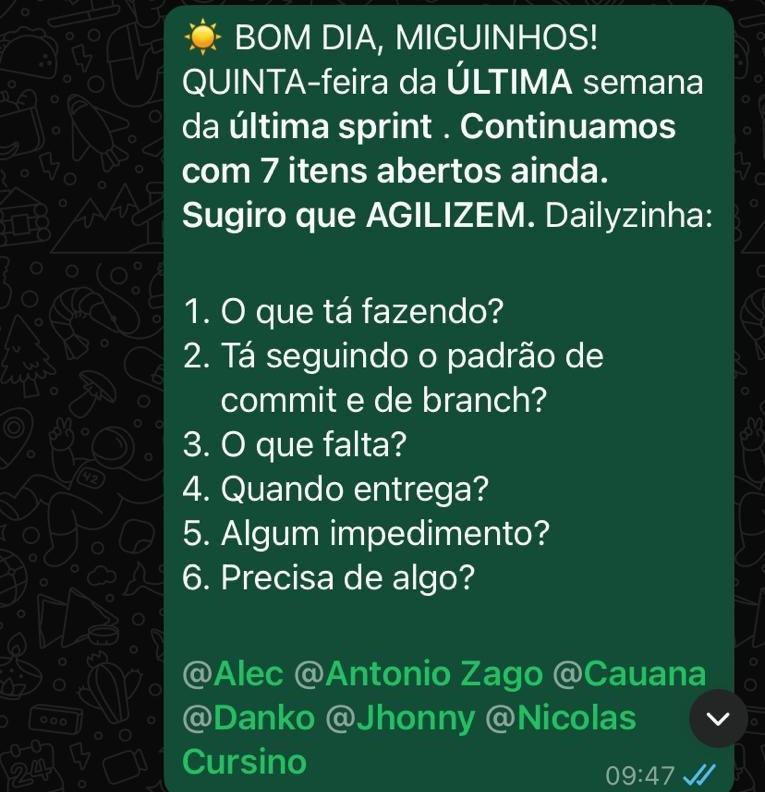 ☀️ BOM DIA, MIGUINHOS!
QUINTA-feira da ÚLTIMA semana
da última sprint . Continuamos
com 7 itens abertos ainda.
Sugiro que AGILIZEM. Dailyzinha:
1. O que tá fazendo?
2. Tá seguindo o padrão de
commit e de branch?
3. O que falta?
4. Quando entrega?
5. Algum impedimento?
6. Precisa de algo?
@Alec @Antonio Zago @Cauana
@Danko @Jhonny @Nicolas
Cursino
09:47